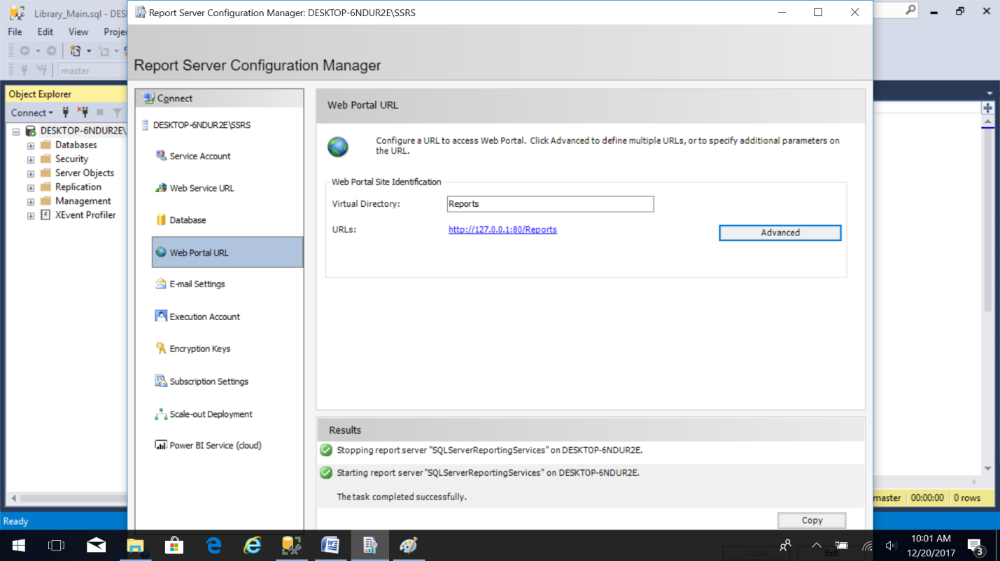 Library_Main.sql - DES
File Edit View Projec
master
Object Explorer
Connect
DESKTOP-6NDUR2E\
Databases
Security
Server Objects
Replication
Management
XEvent Profiler
Ready
Report Server Configuration Manager: DESKTOP-6NDUR2E\SSRS
Report Server Configuration Manager
Connect
DESKTOP-6NDUR2E\SSRS
Service Account
Web Service URL
Database
Web Portal URL
E-mail Settings
Execution Account
Encryption Keys
Subscription Settings
Scale-out Deployment
Power BI Service (cloud)
Web Portal URL
Configure a URL to access Web Portal. Click Advanced to define multiple URLs, or to specify additional parameters on
the URL.
Web Portal Site Identification
Virtual Directory: Reports
URLs: http://127.0.0.1:80/Reports
Advanced
Results
Stopping report server "SQLServerReportingServices" on DESKTOP-6NDUR2E.
Starting report server "SQLServerReportingServices" on DESKTOP-6NDUR2E.
The task completed successfully.
Copy
Apply Exit
master 00:00:00 0 rows
10:01 AM
12/20/2017
3